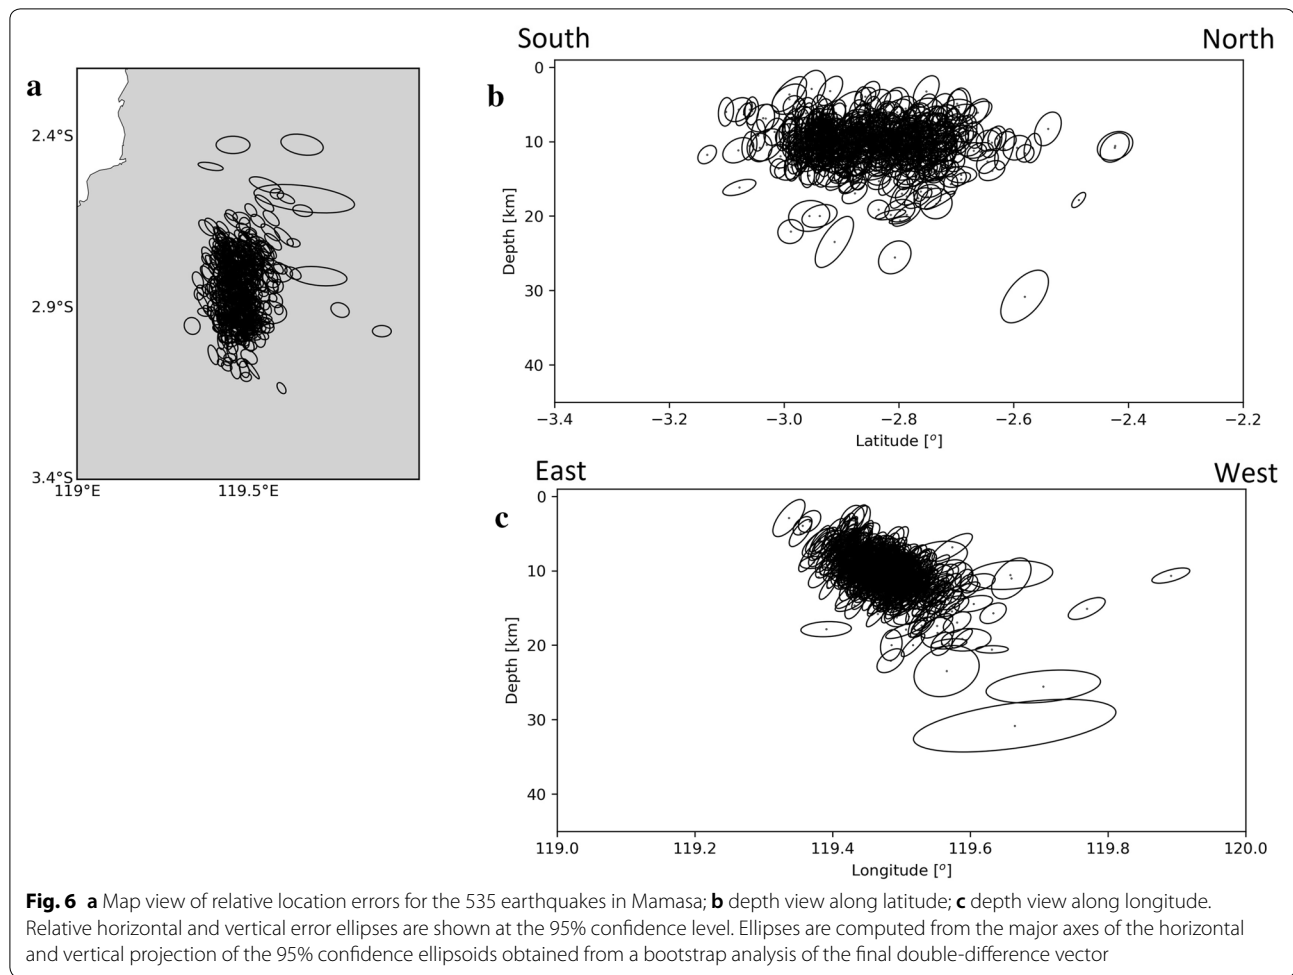 a
2.4°S
2.9°S
3.4°S
119°E
119.5°E
South
North
b
0
10
20
30
40
Depth [km]
−3.4
−3.2
−3.0
−2.8
−2.6
−2.4
−2.2
Latitude [°]
East
West
c
0
10
20
30
40
Depth [km]
119.0
119.2
119.4
119.6
119.8
120.0
Longitude [°]
Fig. 6 a Map view of relative location errors for the 535 earthquakes in Mamasa; b depth view along latitude; c depth view along longitude.
Relative horizontal and vertical error ellipses are shown at the 95% confidence level. Ellipses are computed from the major axes of the horizontal
and vertical projection of the 95% confidence ellipsoids obtained from a bootstrap analysis of the final double-difference vector